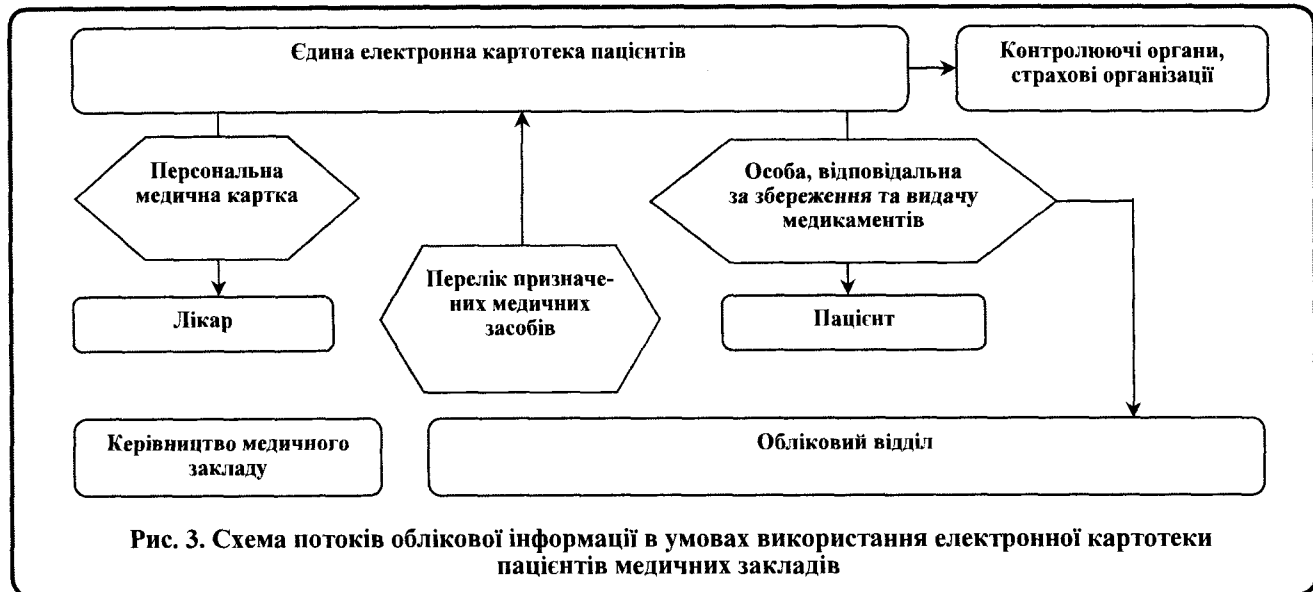 Єдина електронна картотека пацієнтів
Контролюючі органи,
страхові організації
Персональна
медична картка
Особа, відповідальна
за збереження та видачу
медикаментів
Перелік призначе-
них медичних
засобів
Лікар
Пацієнт
Керівництво медичного
закладу
Обліковий відділ
Рис. 3. Схема потоків облікової інформації в умовах використання електронної картотеки
пацієнтів медичних закладів